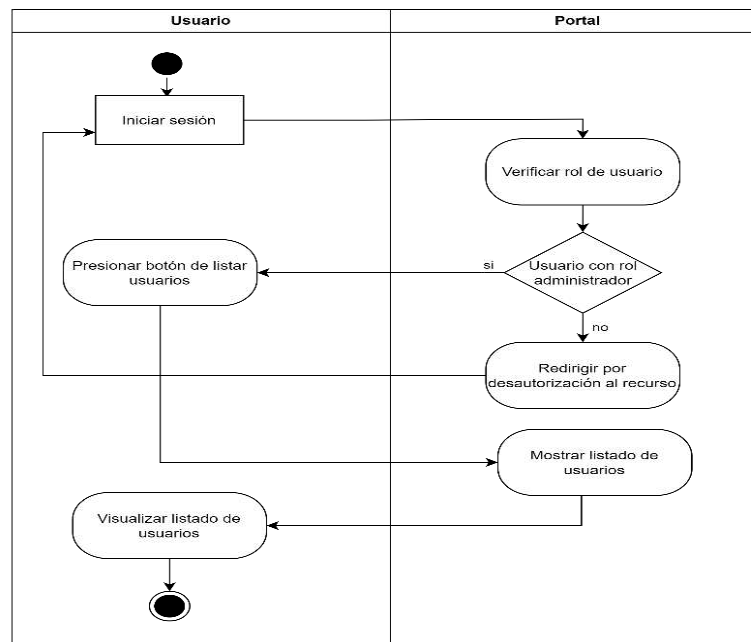 Usuario
Portal
Iniciar sesión
Verificar rol de usuario
Usuario con rol
administrador
si
Presionar botón de listar
usuarios
no
Redirigir por
desautorización al recurso
Mostrar listado de
usuarios
Visualizar listado de
usuarios